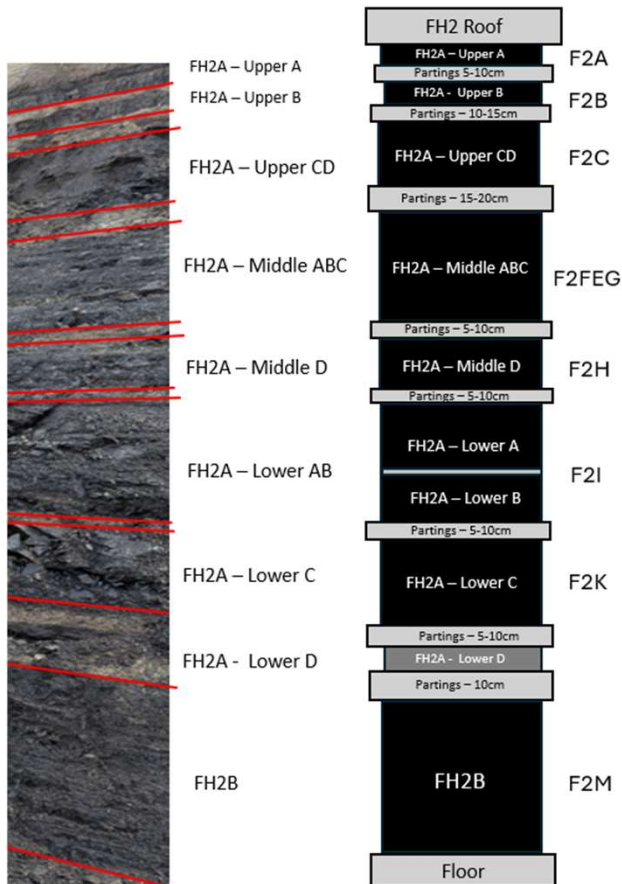 FH2A – Upper A
FH2A – Upper B
FH2A – Upper CD
FH2A – Middle ABC
FH2A – Middle D
FH2A – Lower AB
FH2A – Lower C
FH2A - Lower D
FH2B
FH2 Roof
FH2A – Upper A
Partings 5-10cm
FH2A - Upper B
Partings – 10-15cm
FH2A – Upper CD
Partings – 15-20cm
FH2A – Middle ABC
Partings – 5-10cm
FH2A – Middle D
Partings – 5-10cm
FH2A – Lower A
FH2A – Lower B
Partings – 5-10cm
FH2A – Lower C
Partings – 5-10cm
FH2A - Lower D
Partings – 10cm
FH2B
Floor
F2A
F2B
F2C
F2FEG
F2H
F2I
F2K
F2M